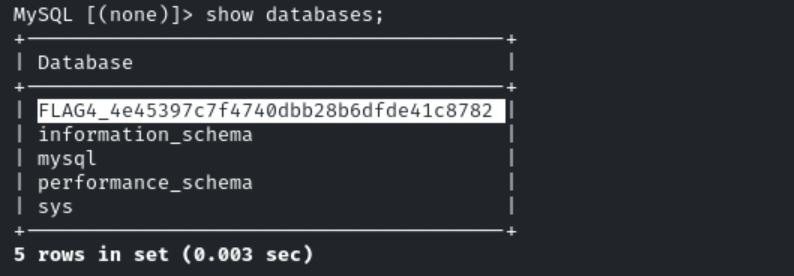 MySQL [(none)]> show databases;
| Database |
| FLAG4_4e45397c7f4740dbb28b6dfde41c8782 |
| information_schema |
| mysql |
| performance_schema |
| sys |
5 rows in set (0.003 sec)